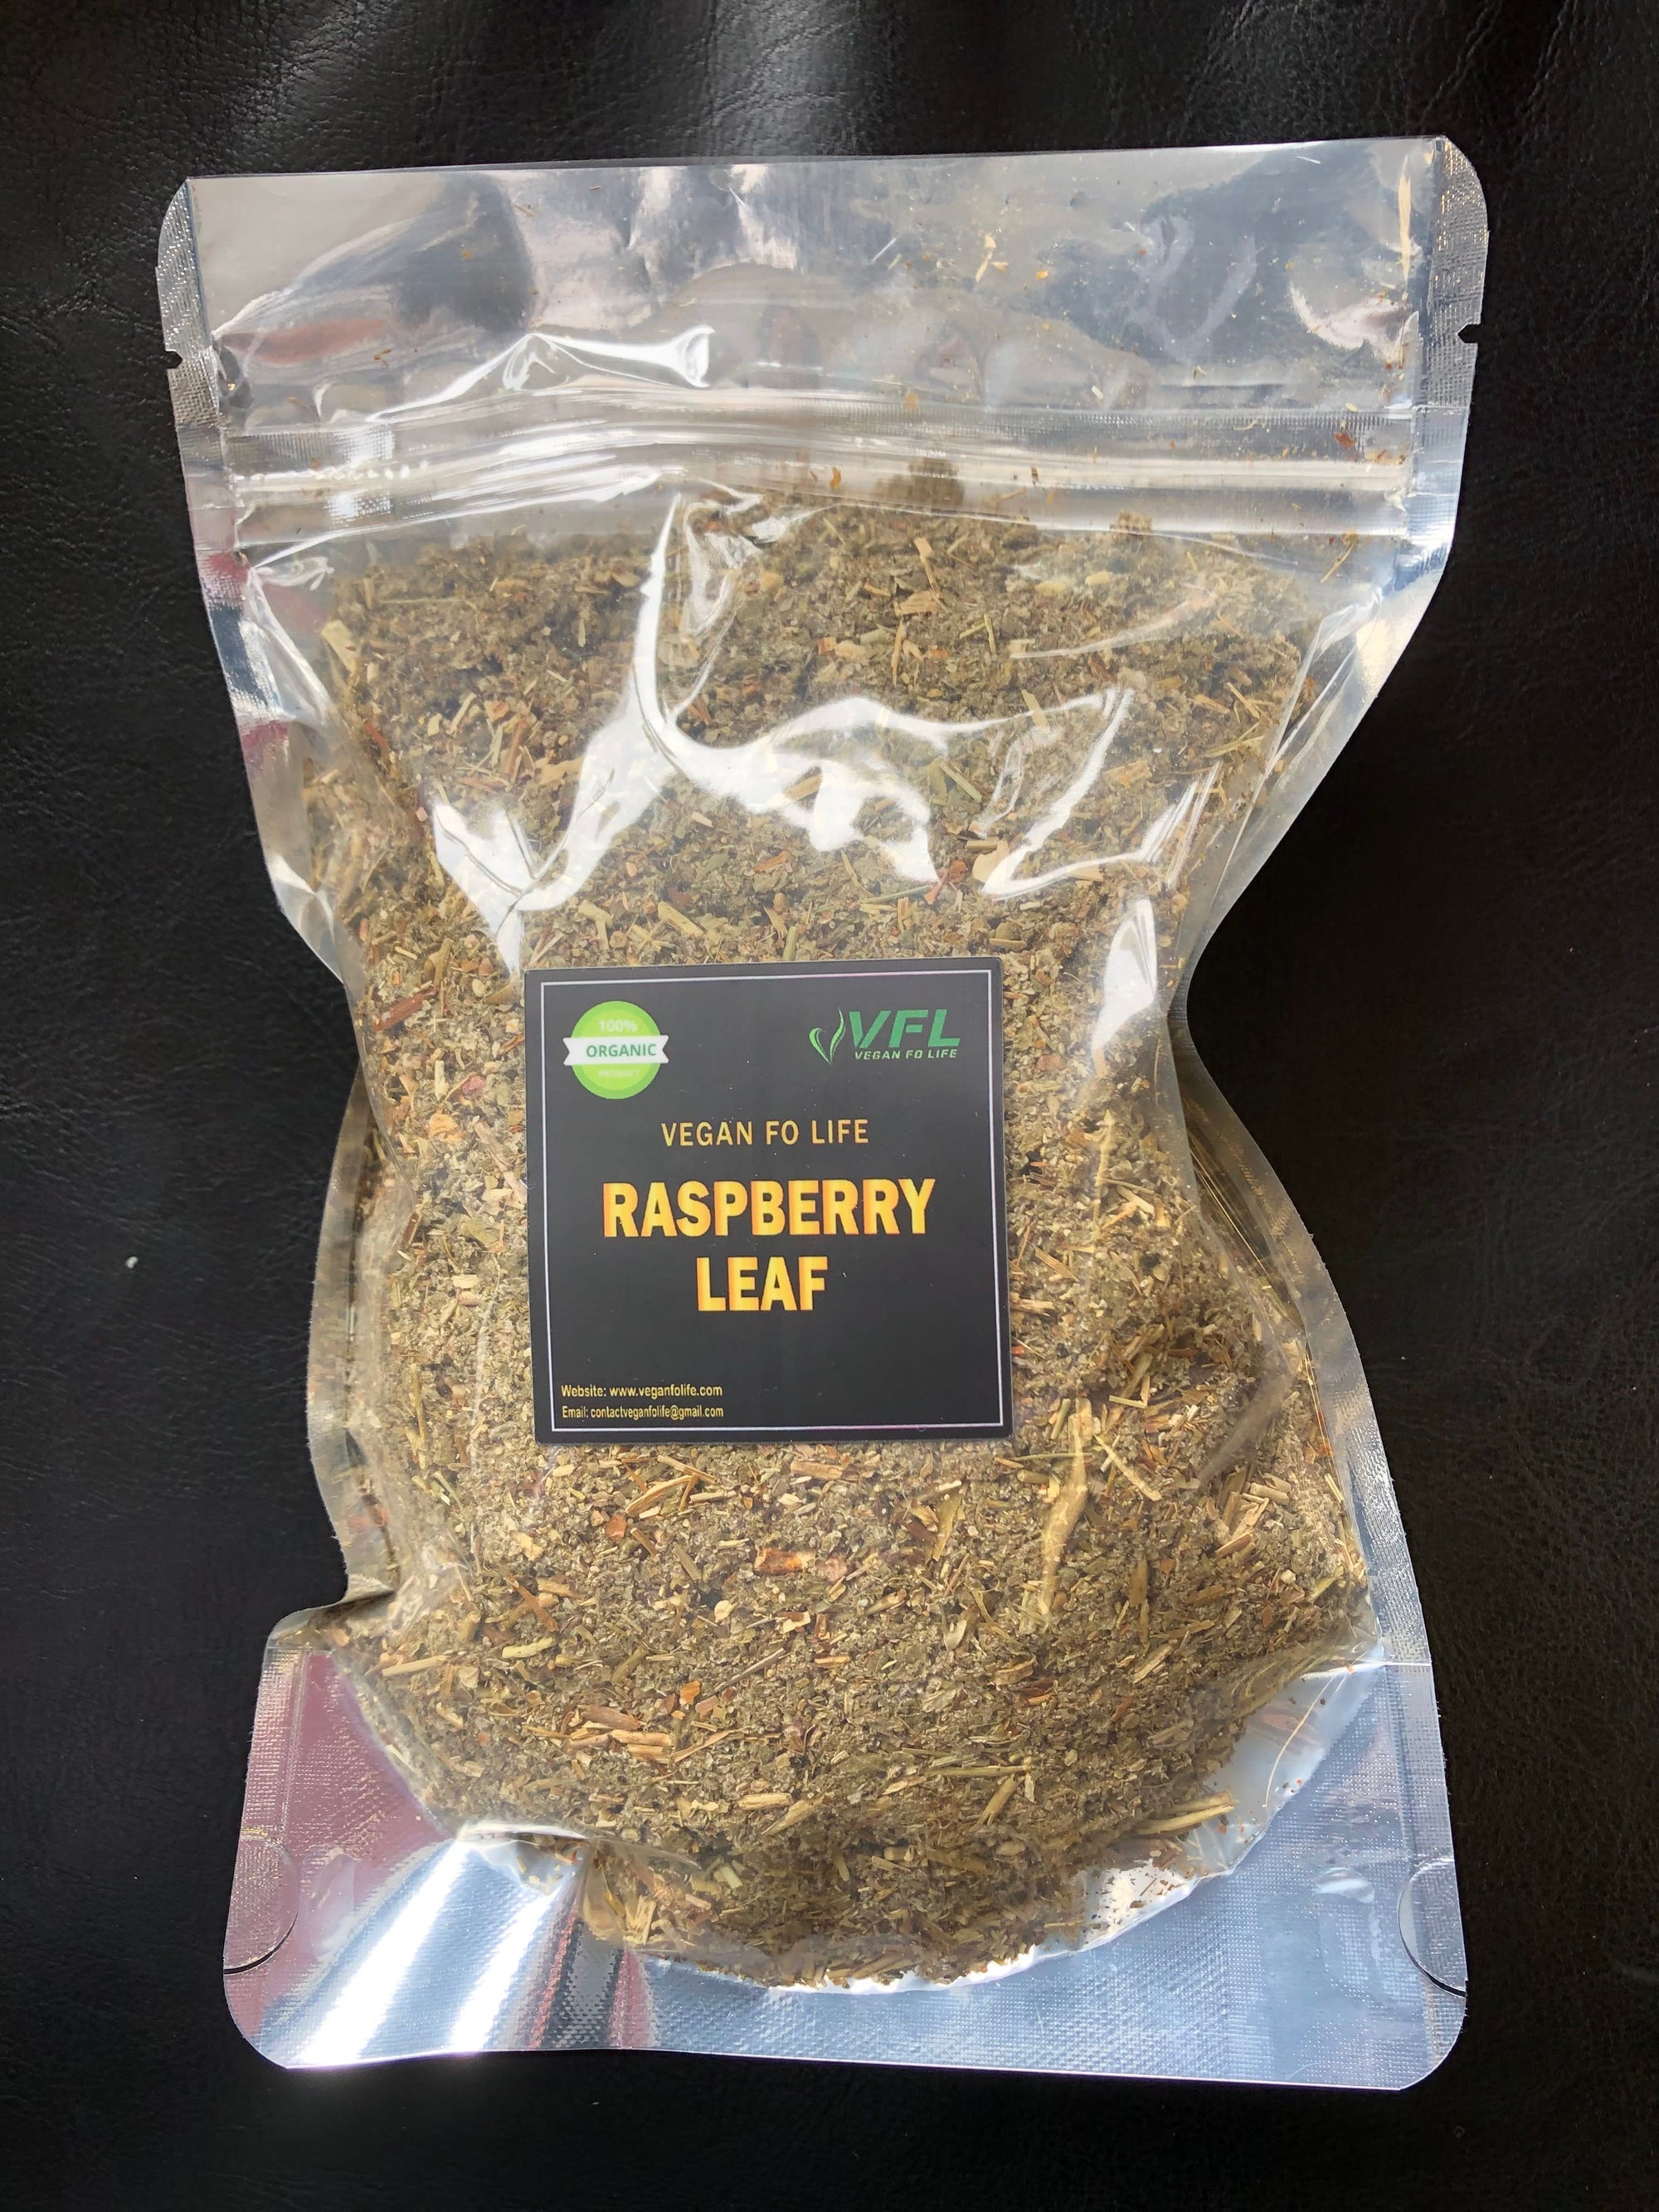 100%
ORGANIC
PRODUCT
VFL
VEGAN FO LIFE
VEGAN FO LIFE
RASPBERRY
LEAF
Website: www.veganfolife.com
Email: contactveganfolife@gmail.com